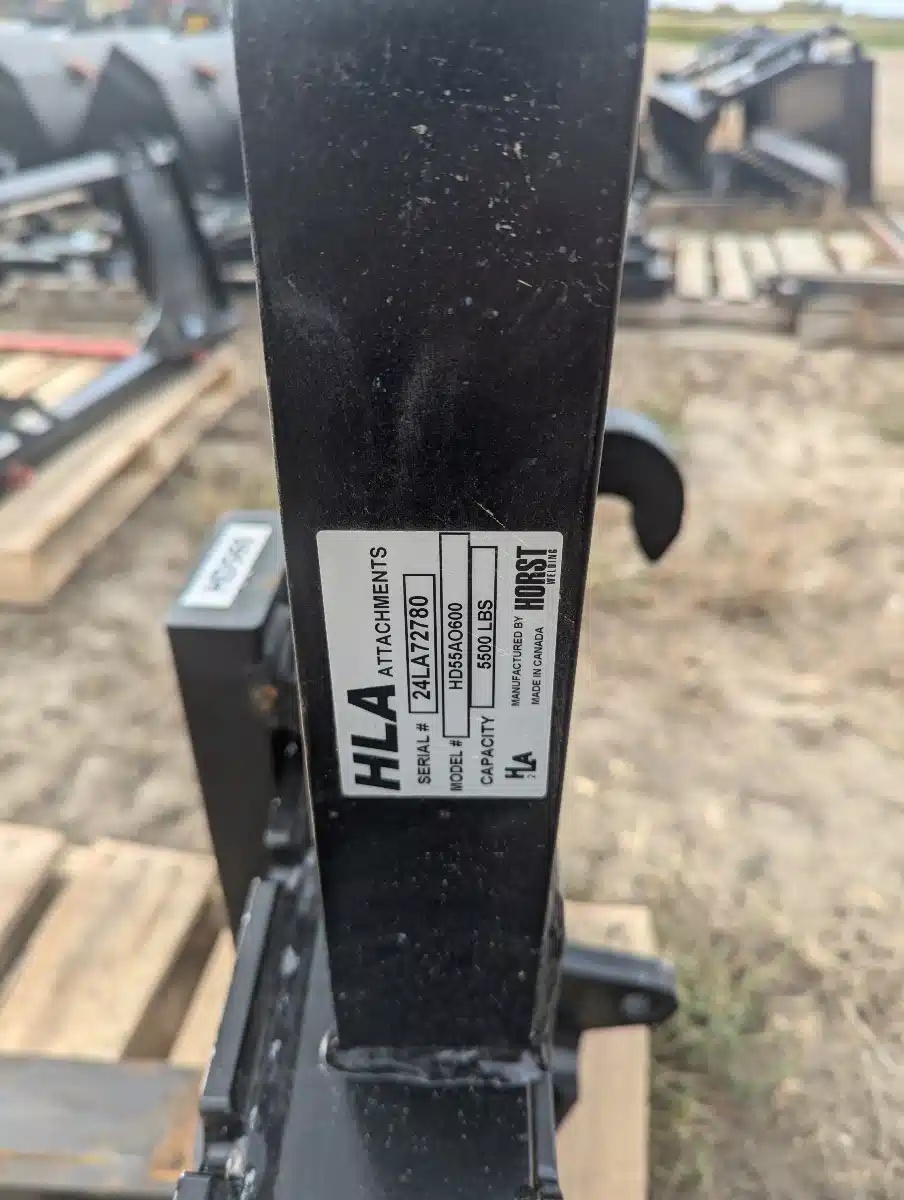 HLA ATTACHMENTS
SERIAL # 24LA72780
MODEL # HD55AO600
CAPACITY 5500 LBS
HLA MANUFACTURED BY HORST
WELDING
MADE IN CANADA